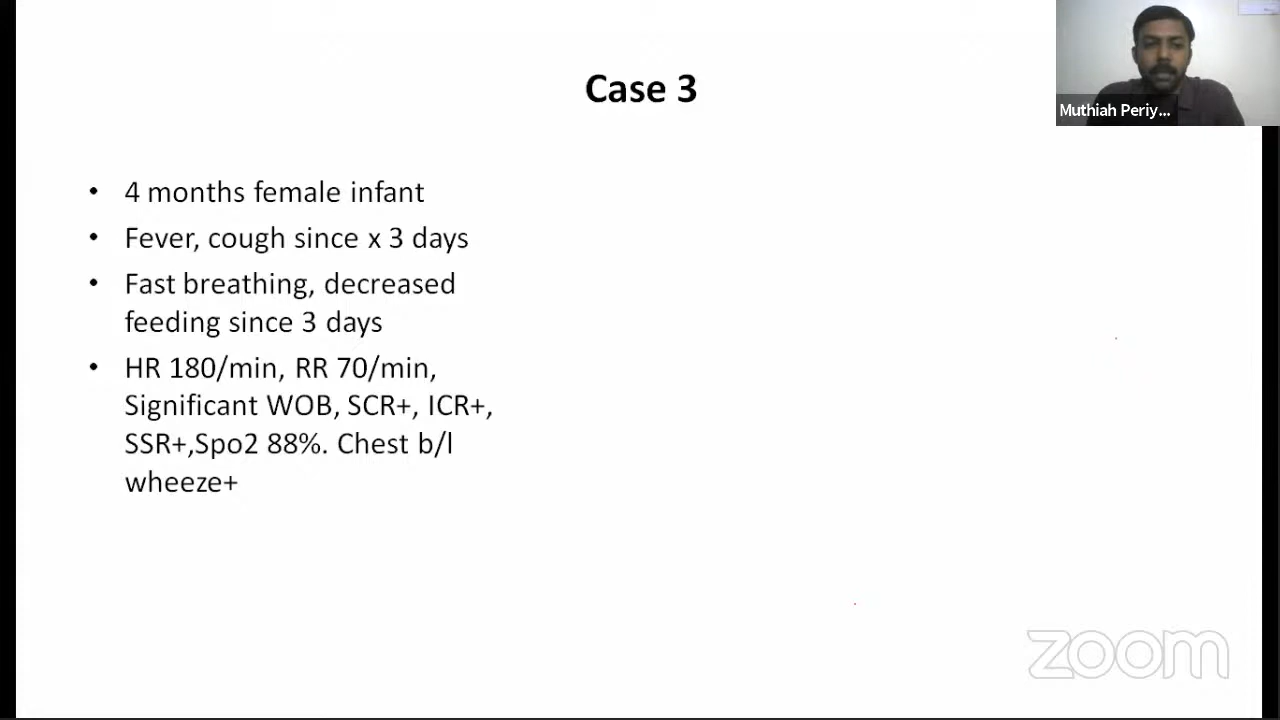 Case 3
Muthiah Periy...
• 4 months female infant
• Fever, cough since x 3 days
• Fast breathing, decreased
feeding since 3 days
• HR 180/min, RR 70/min,
Significant WOB, SCR+, ICR+,
SSR+,Spo2 88%. Chest b/l
wheeze+
zoom